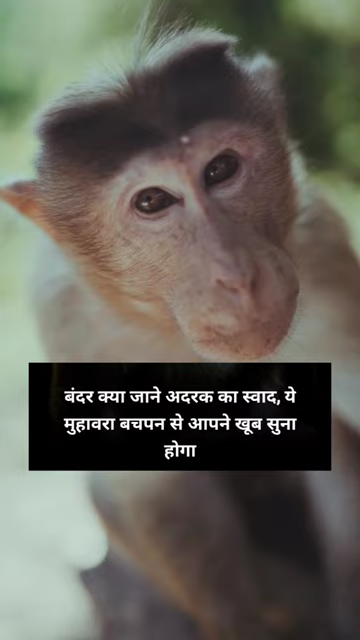 बंदर क्या जाने अदरक का स्वाद, ये
मुहावरा बचपन से आपने खूब सुना
होगा